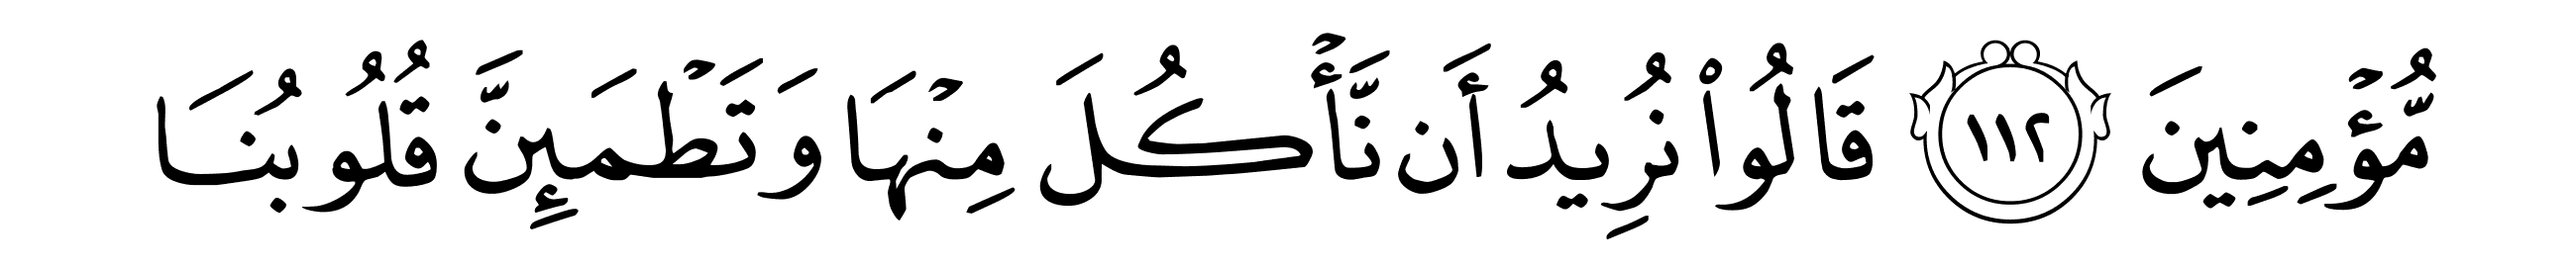 مُّؤۡمِنِينَ ١١٢ قَالُواْ نُرِيدُ أَن نَّأۡكُلَ مِنۡهَا وَتَطۡمَئِنَّ قُلُوبُنَا